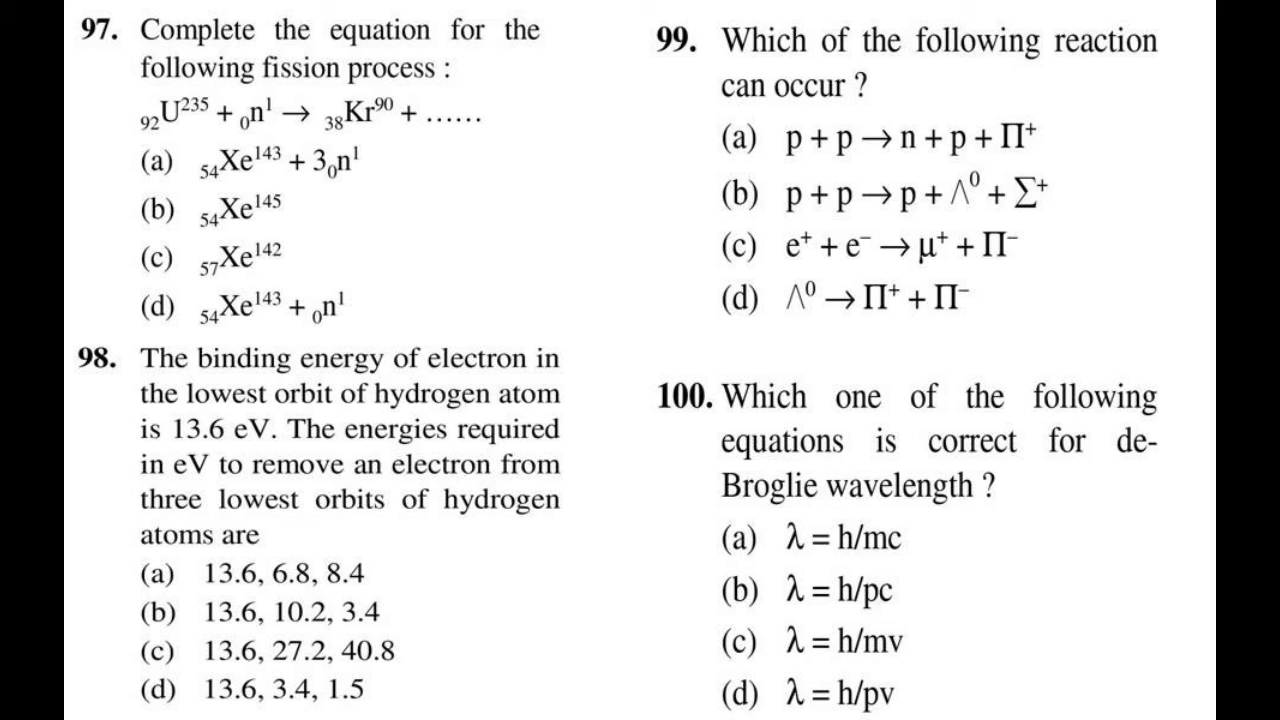 97. Complete the equation for the
following fission process :
₉₂U²³⁵ + ₀n¹ → ₃₈Kr⁹⁰ + ......
(a) ₅₄Xe¹⁴³ + 3₀n¹
(b) ₅₄Xe¹⁴⁵
(c) ₅₇Xe¹⁴²
(d) ₅₄Xe¹⁴³ + ₀n¹
98. The binding energy of electron in
the lowest orbit of hydrogen atom
is 13.6 eV. The energies required
in eV to remove an electron from
three lowest orbits of hydrogen
atoms are
(a) 13.6, 6.8, 8.4
(b) 13.6, 10.2, 3.4
(c) 13.6, 27.2, 40.8
(d) 13.6, 3.4, 1.5
99. Which of the following reaction
can occur ?
(a) p + p → n + p + Π⁺
(b) p + p → p + Λ⁰ + Σ⁺
(c) e⁺ + e⁻ → μ⁺ + Π⁻
(d) Λ⁰ → Π⁺ + Π⁻
100. Which one of the following
equations is correct for de-
Broglie wavelength ?
(a) λ = h/mc
(b) λ = h/pc
(c) λ = h/mv
(d) λ = h/pv